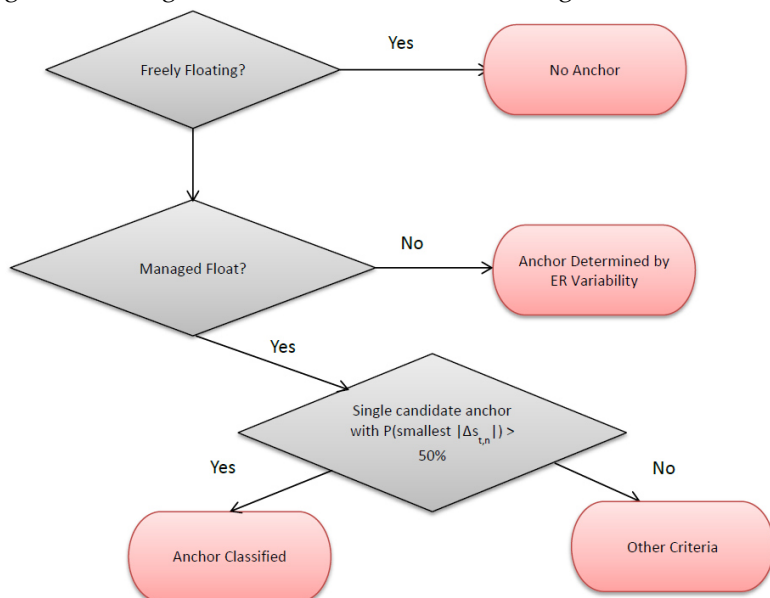 Yes
Freely Floating?
No Anchor
No
Managed Float?
Anchor Determined by
ER Variability
Yes
Single candidate anchor
with P(smallest |Δs_{t,n}|) >
50%
Yes
No
Anchor Classified
Other Criteria